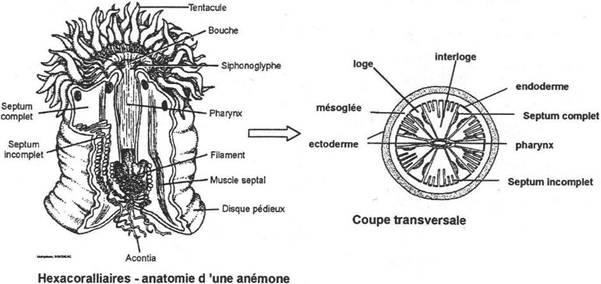 Tentacule
Bouche
Siphonoglyphe
Septum
complet
Pharynx
Septum
incomplet
Filament
Muscle septal
Disque pédieux
Acontia
Hexacoralliaires - anatomie d 'une anémone
interloge
loge
endoderme
mésoglée
Septum complet
ectoderme
pharynx
Septum incomplet
Coupe transversale